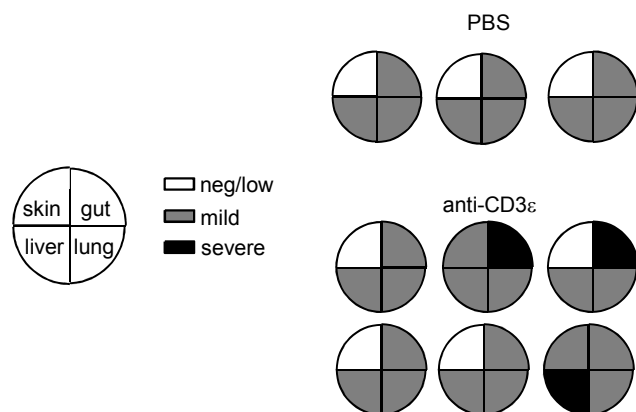 PBS
skin gut
liver lung
neg/low
mild
severe
anti-CD3ε